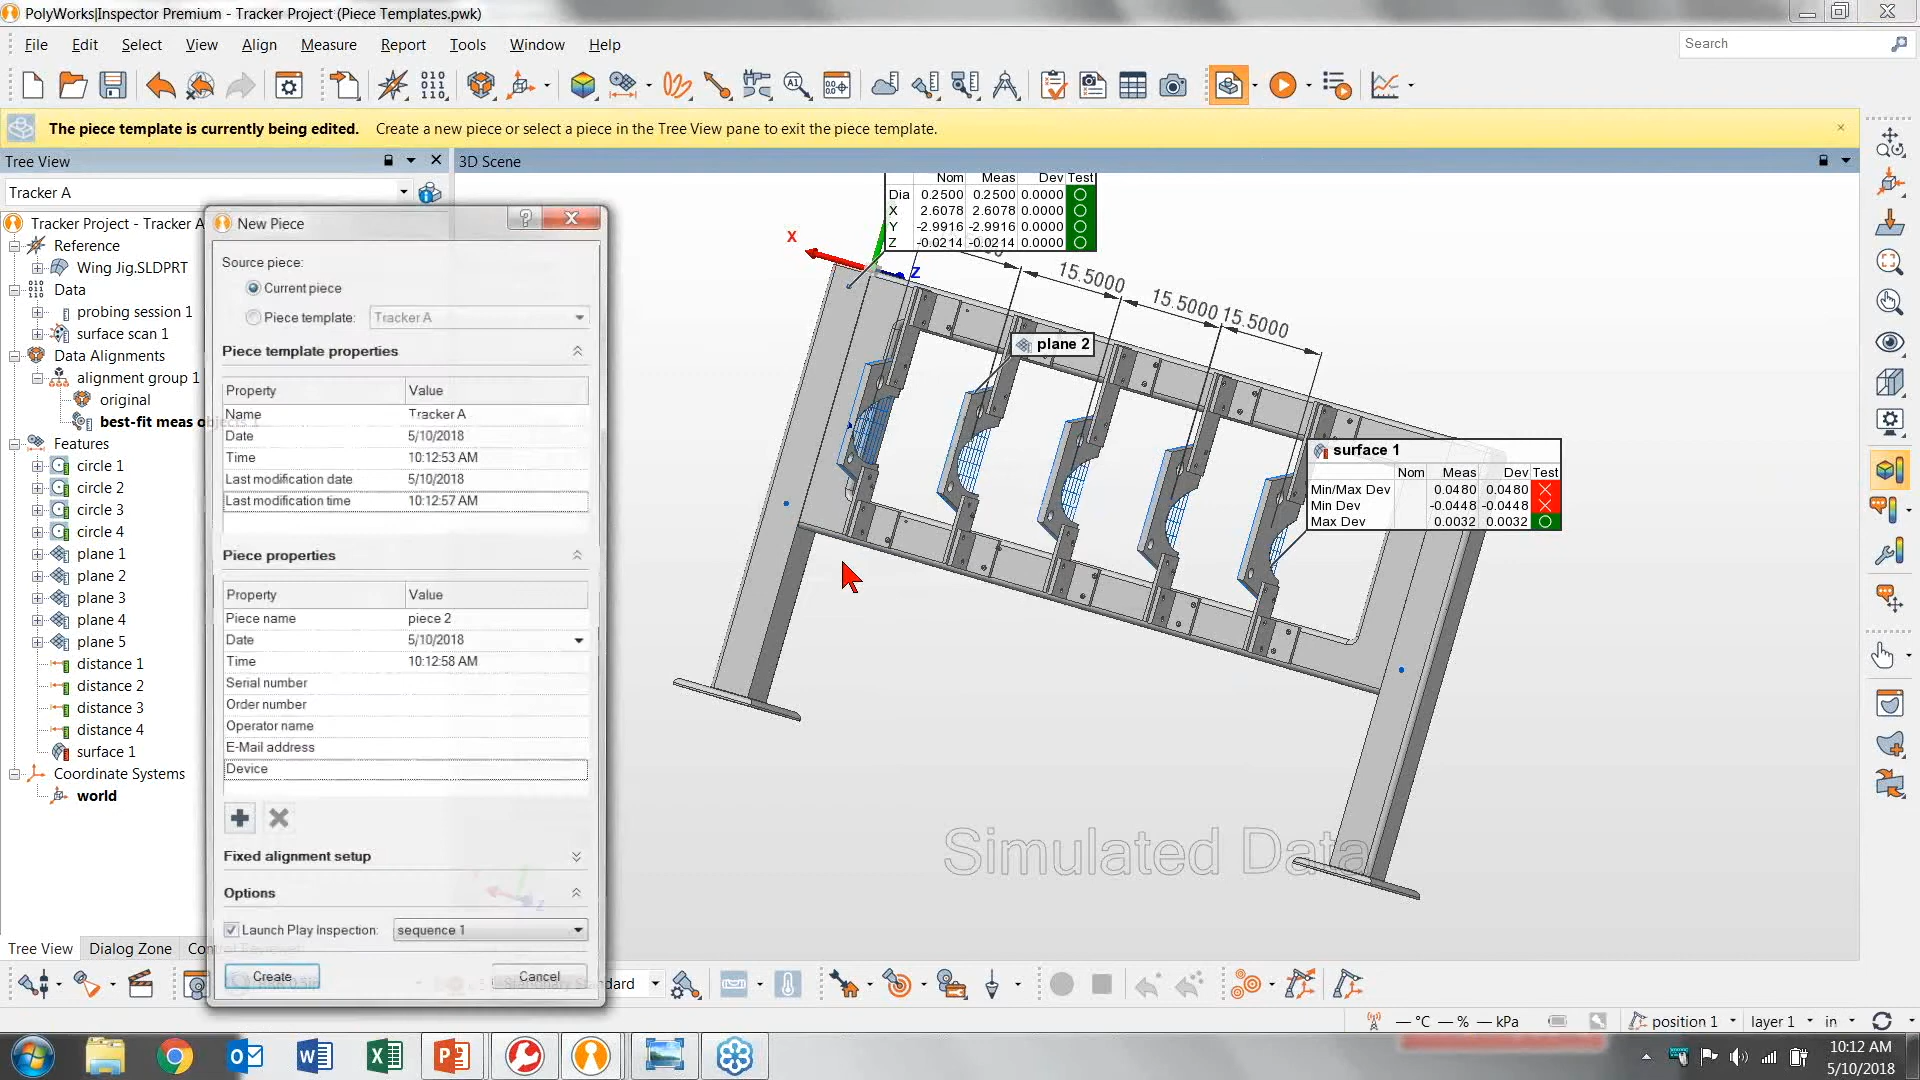 PolyWorks|Inspector Premium - Tracker Project (Piece Templates.pwk)
File Edit Select View Align Measure Report Tools Window Help
Search
The piece template is currently being edited. Create a new piece or select a piece in the Tree View pane to exit the piece template.
Tree View
3D Scene
Tracker A
Tracker Project - Tracker A
Reference
Wing Jig.SLDPRT
Data
probing session 1
surface scan 1
Data Alignments
alignment group 1
original
best-fit meas objects
Features
circle 1
circle 2
circle 3
circle 4
plane 1
plane 2
plane 3
plane 4
plane 5
distance 1
distance 2
distance 3
distance 4
surface 1
Coordinate Systems
world
Tree View Dialog Zone
New Piece
Source piece:
Current piece
Piece template: Tracker A
Piece template properties
Property Value
Name Tracker A
Date 5/10/2018
Time 10:12:53 AM
Last modification date 5/10/2018
Last modification time 10:12:57 AM
Piece properties
Property Value
Piece name piece 2
Date 5/10/2018
Time 10:12:58 AM
Serial number
Order number
Operator name
E-Mail address
Device
Fixed alignment setup
Options
Launch Play Inspection: sequence 1
Create Cancel
Nom Meas Dev Test
Dia 0.2500 0.2500 0.0000
X 2.6078 2.6078 0.0000
Y -2.9916 -2.9916 0.0000
Z -0.0214 -0.0214 0.0000
X
Z
15.5000
15.5000
15.5000
plane 2
surface 1
Nom Meas Dev Test
Min/Max Dev 0.0480 0.0480
Min Dev -0.0448 -0.0448
Max Dev 0.0032 0.0032
Simulated Data
Stationary Standard
°C — % — kPa
position 1
layer 1
in
10:12 AM
5/10/2018